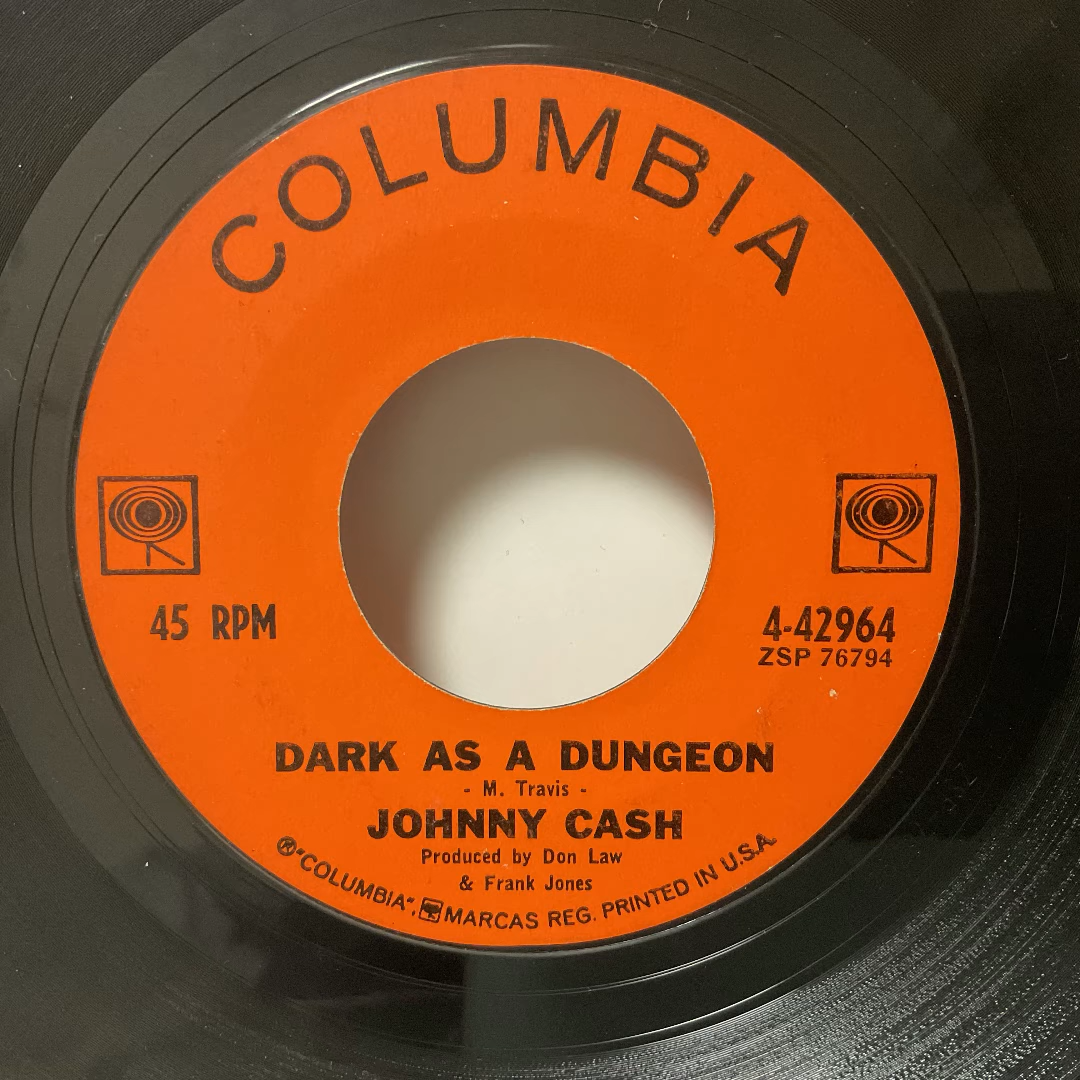 COLUMBIA
45 RPM
4-42964
ZSP 76794
DARK AS A DUNGEON
- M. Travis -
JOHNNY CASH
Produced by Don Law
& Frank Jones
®"COLUMBIA", MARCAS REG. PRINTED IN U.S.A.